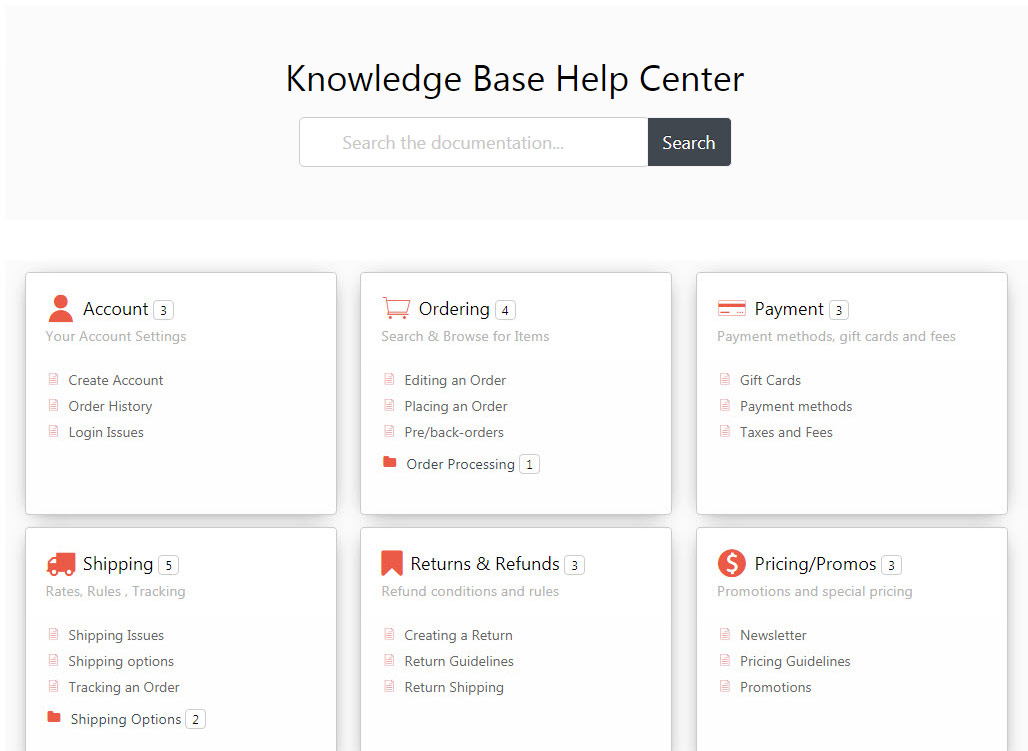 Knowledge Base Help Center
Search the documentation...
Search
Account 3
Your Account Settings
Create Account
Order History
Login Issues
Ordering 4
Search & Browse for Items
Editing an Order
Placing an Order
Pre/back-orders
Order Processing 1
Payment 3
Payment methods, gift cards and fees
Gift Cards
Payment methods
Taxes and Fees
Shipping 5
Rates, Rules , Tracking
Shipping Issues
Shipping options
Tracking an Order
Shipping Options 2
Returns & Refunds 3
Refund conditions and rules
Creating a Return
Return Guidelines
Return Shipping
Pricing/Promos 3
Promotions and special pricing
Newsletter
Pricing Guidelines
Promotions